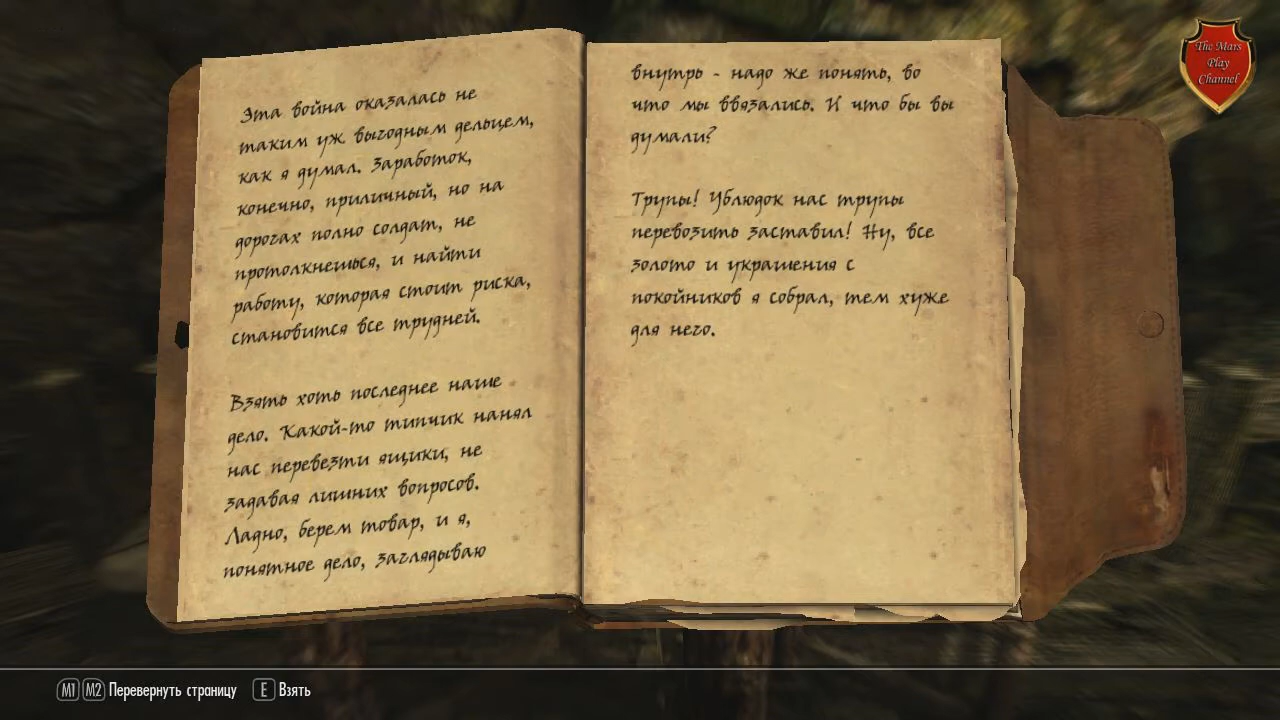 Эта война оказалась не
таким уж выгодным дельцем,
как я думал. Заработок,
конечно, приличный, но на
дорогах полно солдат, не
протолкнешься, и найти
работу, которая стоит риска,
становится все трудней.
Взять хоть последнее наше
дело. Какой-то типчик нанял
нас перевезти ящики, не
задавая лишних вопросов.
Ладно, берем товар, и я,
понятное дело, заглядываю
внутрь - надо же понять, во
что мы ввязались. И что бы вы
думали?
Трупы! Ублюдок нас трупы
перевозить заставил! Ну, все
золото и украшения с
покойников я собрал, тем хуже
для него.
The Mars
Play
Channel
M1 M2 Перевернуть страницу E Взять